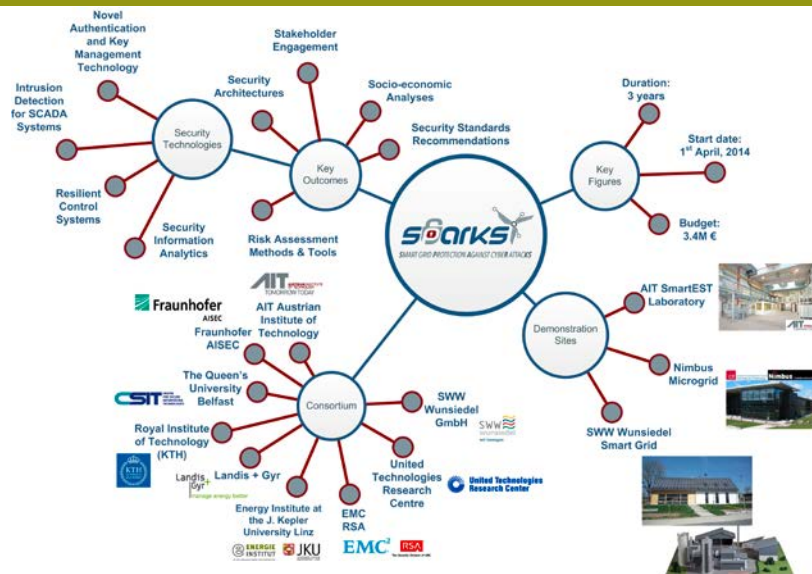 Novel
Authentication
and Key
Management
Technology
Intrusion
Detection
for SCADA
Systems
Resilient
Control
Systems
Security
Information
Analytics
Security
Technologies
Stakeholder
Engagement
Security
Architectures
Socio-economic
Analyses
Security Standards
Recommendations
Key
Outcomes
Risk Assessment
Methods & Tools
sparks
SMART GRID PROTECTION AGAINST CYBER ATTACKS
Duration:
3 years
Start date:
1st April, 2014
Key
Figures
Budget:
3.4M €
AIT SmartEST
Laboratory
AIT
Demonstration
Sites
Nimbus
Microgrid
Nimbus
SWW Wunsiedel
Smart Grid
AIT
TOMORROW TODAY
Fraunhofer
AISEC
AIT Austrian
Institute of
Technology
Fraunhofer
AISEC
The Queen's
University
Belfast
CSIT
Consortium
SWW
Wunsiedel
GmbH
SWW
wunsiedel
Royal Institute
of Technology
(KTH)
KTH
Landis + Gyr
Landis
Gyr+
manage energy better
Energy Institute at
the J. Kepler
University Linz
ENERGIE
INSTITUT
JKU
EMC
RSA
EMC2
RSA
United
Technologies
Research
Centre
United Technologies
Research Center